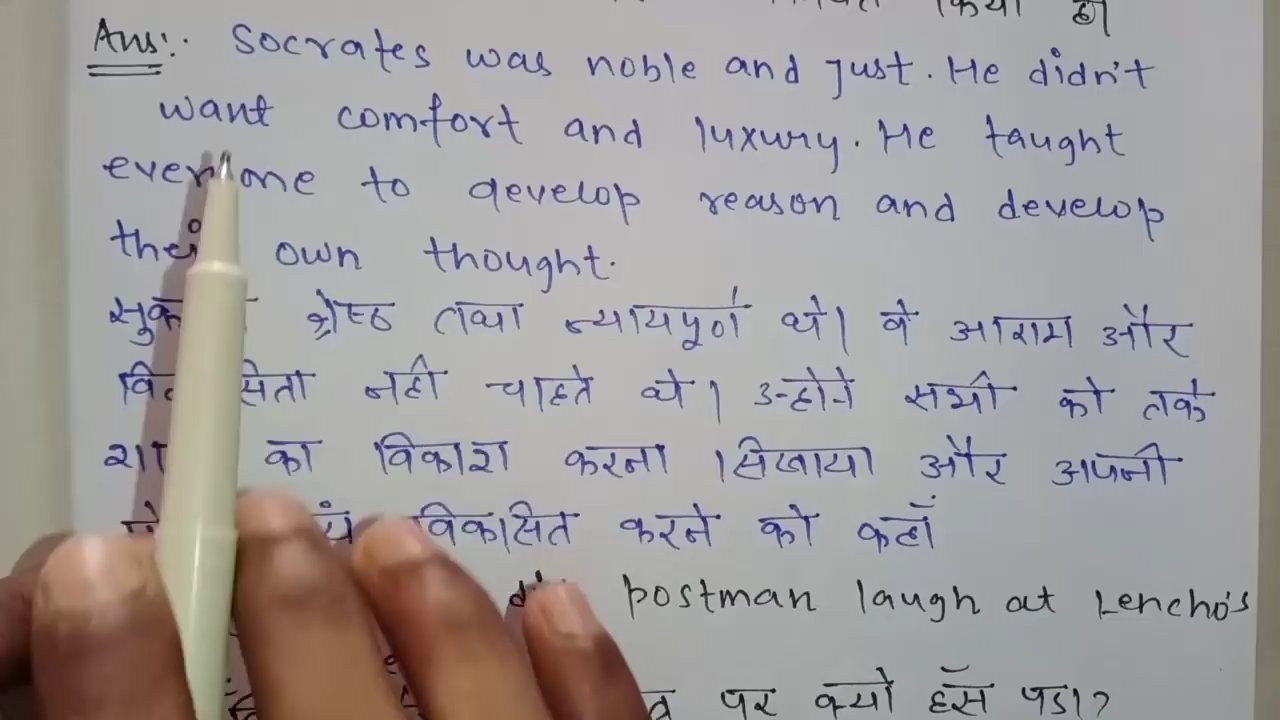 किया है।
Ans:- Socrates was noble and just. He didn't
want comfort and luxury. He taught
everyone to develop reason and develop
their own thought.
श्रेष्ठ तथा न्यायपूर्ण थे। वे आराम और
नही चाहते थे। उन्होने सभी को तर्क
का विकाश करना सिखाया और अपनी
विकासित करने को कहाँ
postman laugh at Lencho's
पर क्यो हँस पड़ा?